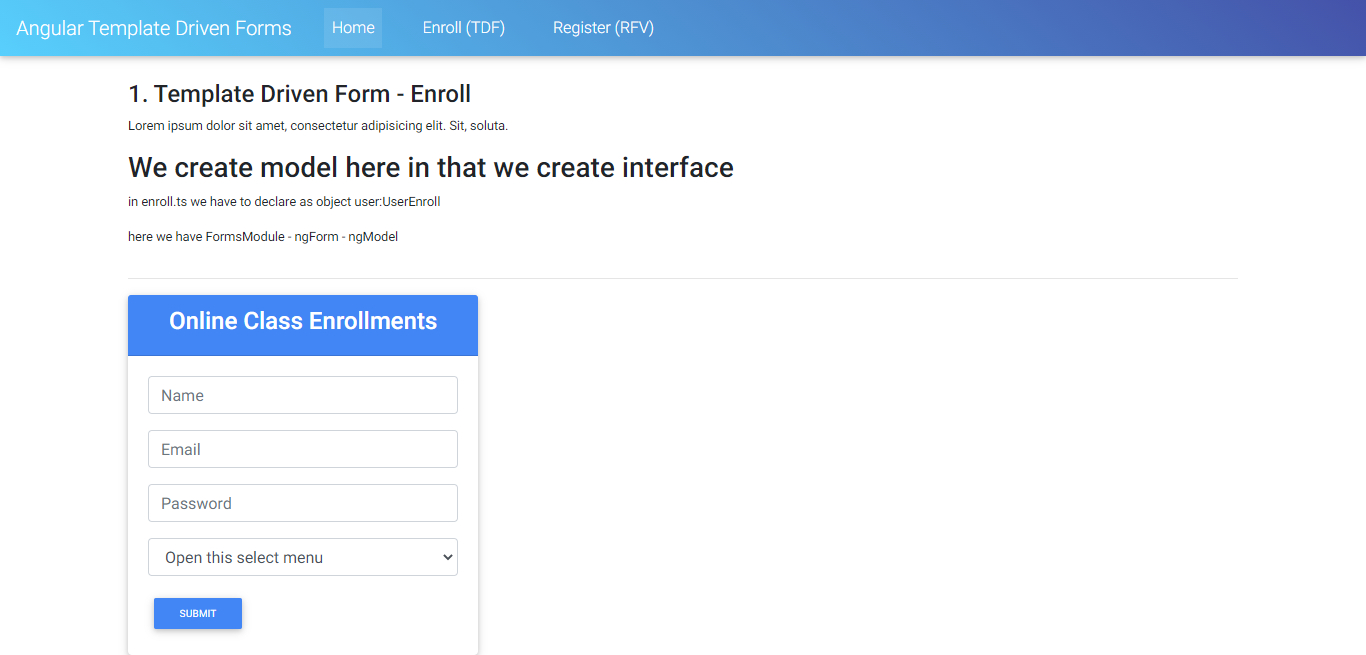 Angular Template Driven Forms Home Enroll (TDF) Register (RFV)
1. Template Driven Form - Enroll
Lorem ipsum dolor sit amet, consectetur adipisicing elit. Sit, soluta.
We create model here in that we create interface
in enroll.ts we have to declare as object user:UserEnroll
here we have FormsModule - ngForm - ngModel
Online Class Enrollments
Name
Email
Password
Open this select menu
SUBMIT